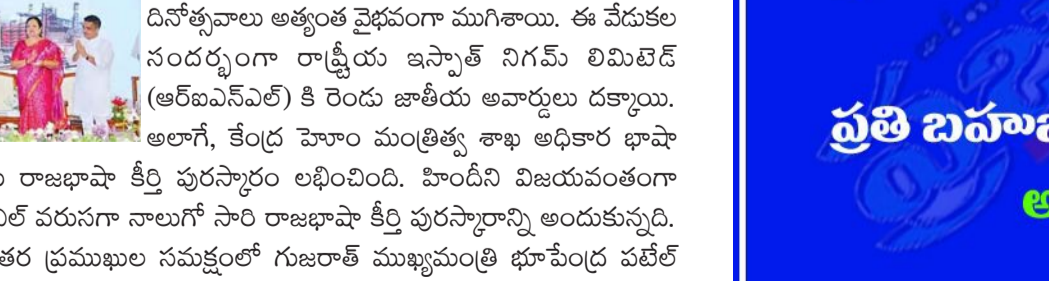 దినోత్సవాలు అత్యంత వైభవంగా ముగిశాయి. ఈ వేడుకల
సందర్భంగా రాష్ట్రీయ ఇస్పాత్ నిగమ్ లిమిటెడ్
(ఆర్ఐఎన్ఎల్) కి రెండు జాతీయ అవార్డులు దక్కాయి.
అలాగే, కేంద్ర హెూం మంత్రిత్వ శాఖ అధికార భాషా
రాజభాషా కీర్తి పురస్కారం లభించింది. హిందీని విజయవంతంగా
వరుసగా నాలుగో సారి రాజభాషా కీర్తి పురస్కారాన్ని అందుకున్నది.
ప్రముఖుల సమక్షంలో గుజరాత్ ముఖ్యమంత్రి భూపేంద్ర పటేల్
ప్రతి